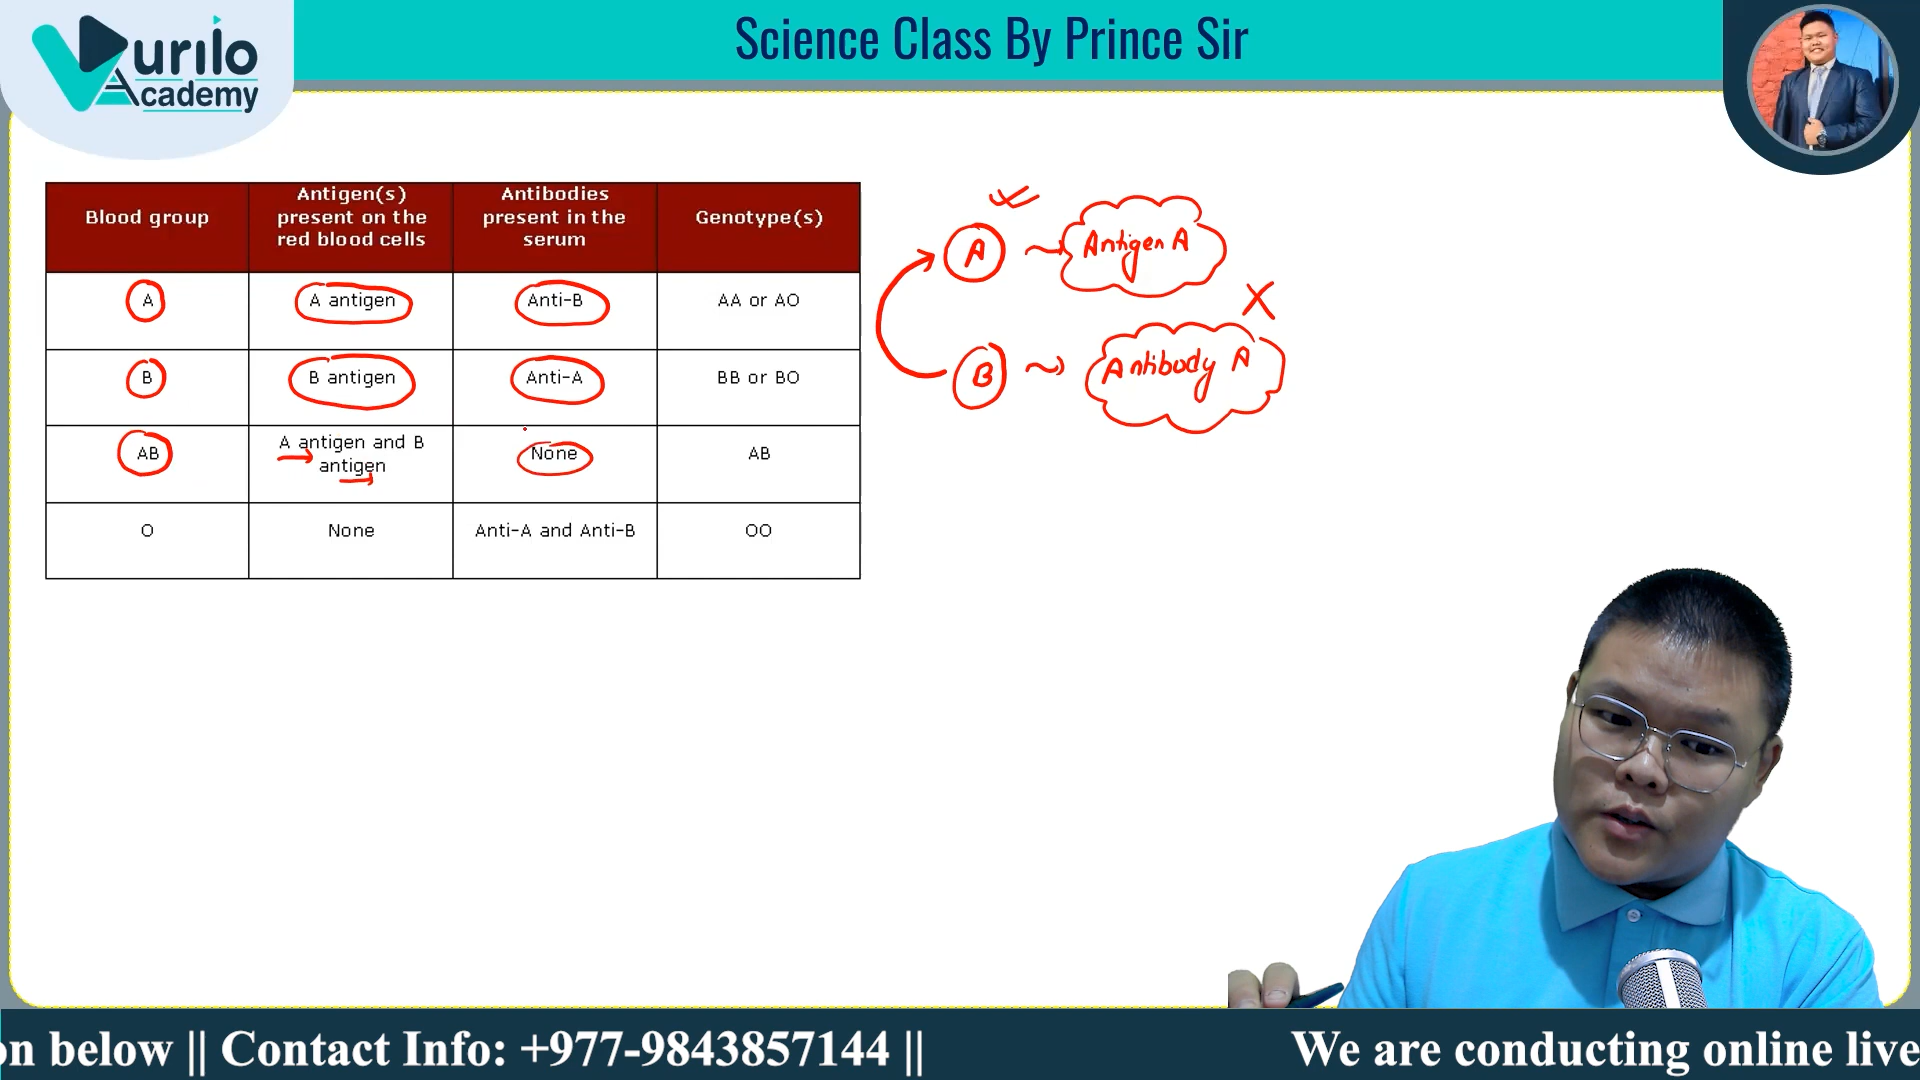 Vurilo
Academy
Science Class By Prince Sir
Blood group
Antigen(s)
present on the
red blood cells
Antibodies
present in the
serum
Genotype(s)
A
A antigen
Anti-B
AA or AO
B
B antigen
Anti-A
BB or BO
AB
A antigen and B
antigen
None
AB
O
None
Anti-A and Anti-B
OO
A
Antigen A
X
B
Antibody A
on below || Contact Info: +977-9843857144 ||
We are conducting online live